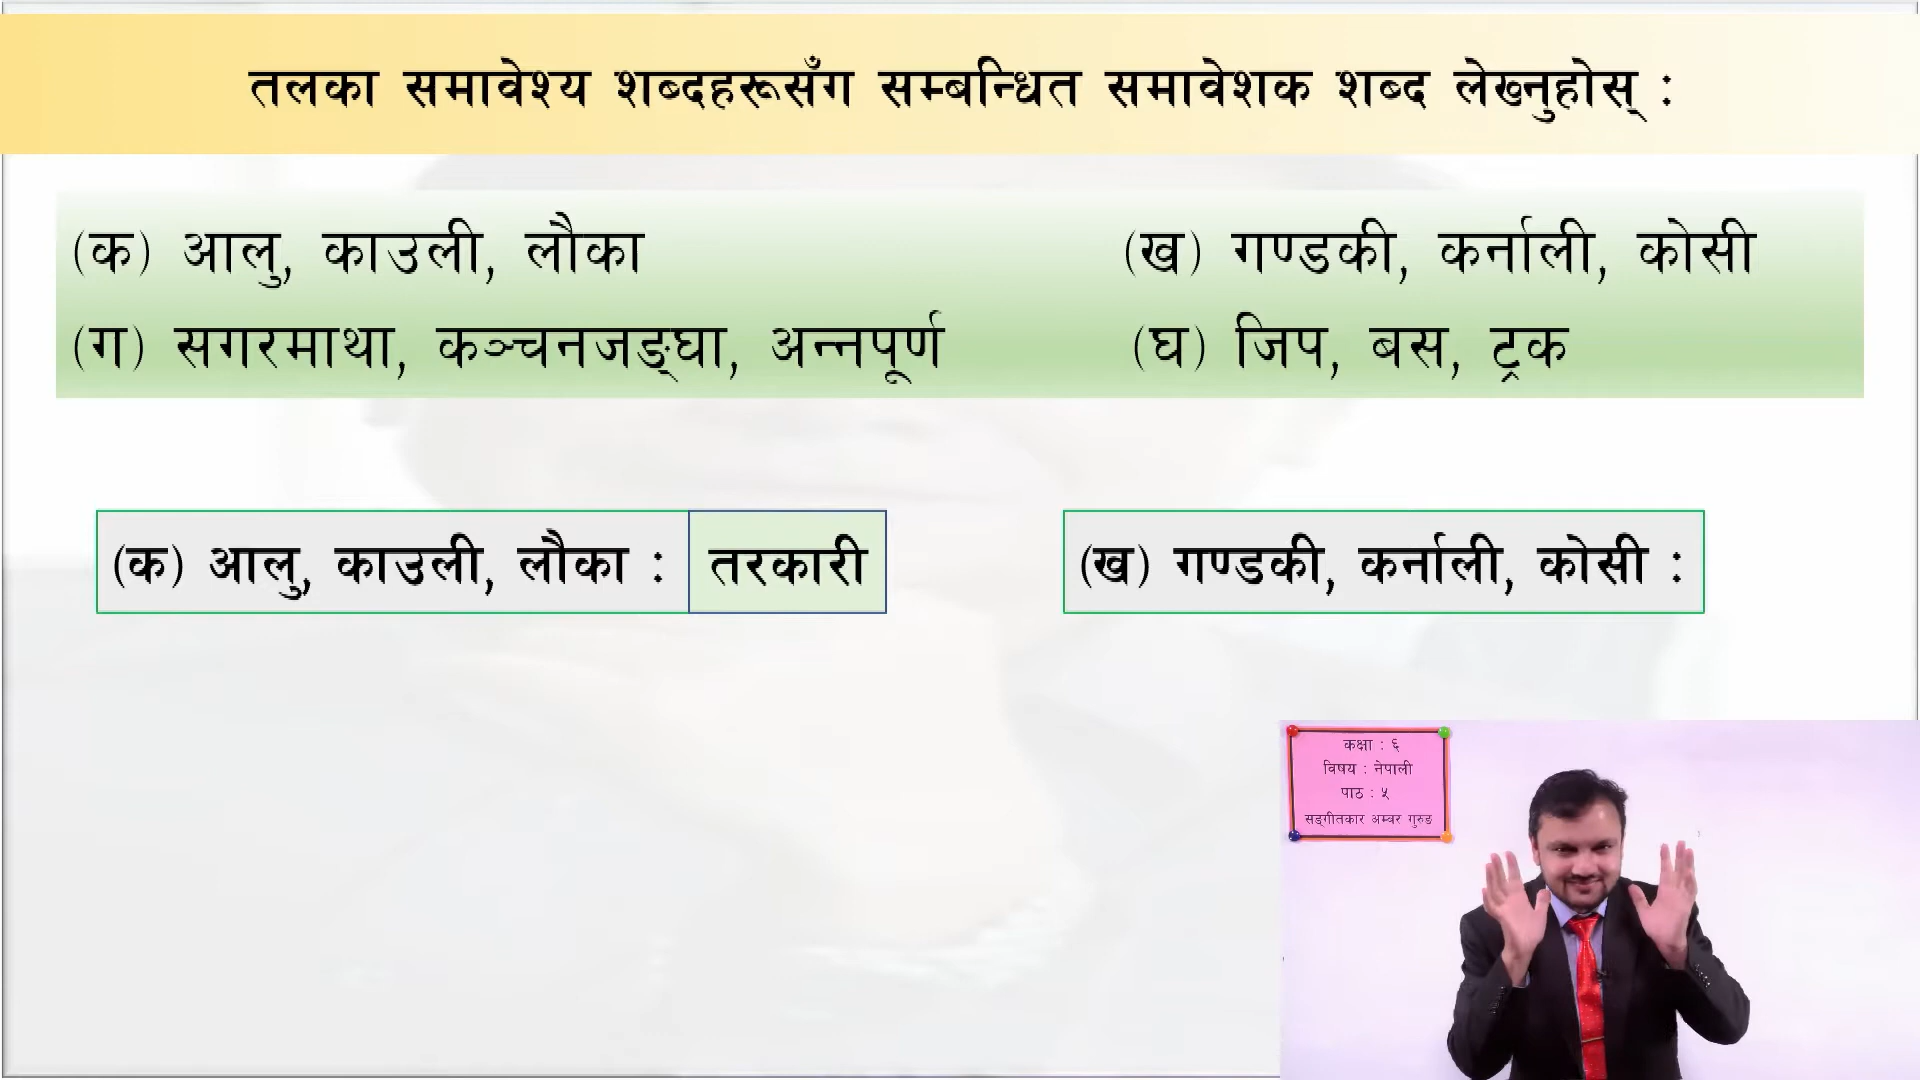 तलका समावेश्य शब्दहरूसँग सम्बन्धित समावेशक शब्द लेख्नुहोस् :
(क) आलु, काउली, लौका (ख) गण्डकी, कर्नाली, कोसी
(ग) सगरमाथा, कञ्चनजङ्घा, अन्नपूर्ण (घ) जिप, बस, ट्रक
(क) आलु, काउली, लौका : तरकारी (ख) गण्डकी, कर्नाली, कोसी :
कक्षा : ६
विषय : नेपाली
पाठ : ५
सङ्गीतकार अम्बर गुरुङ